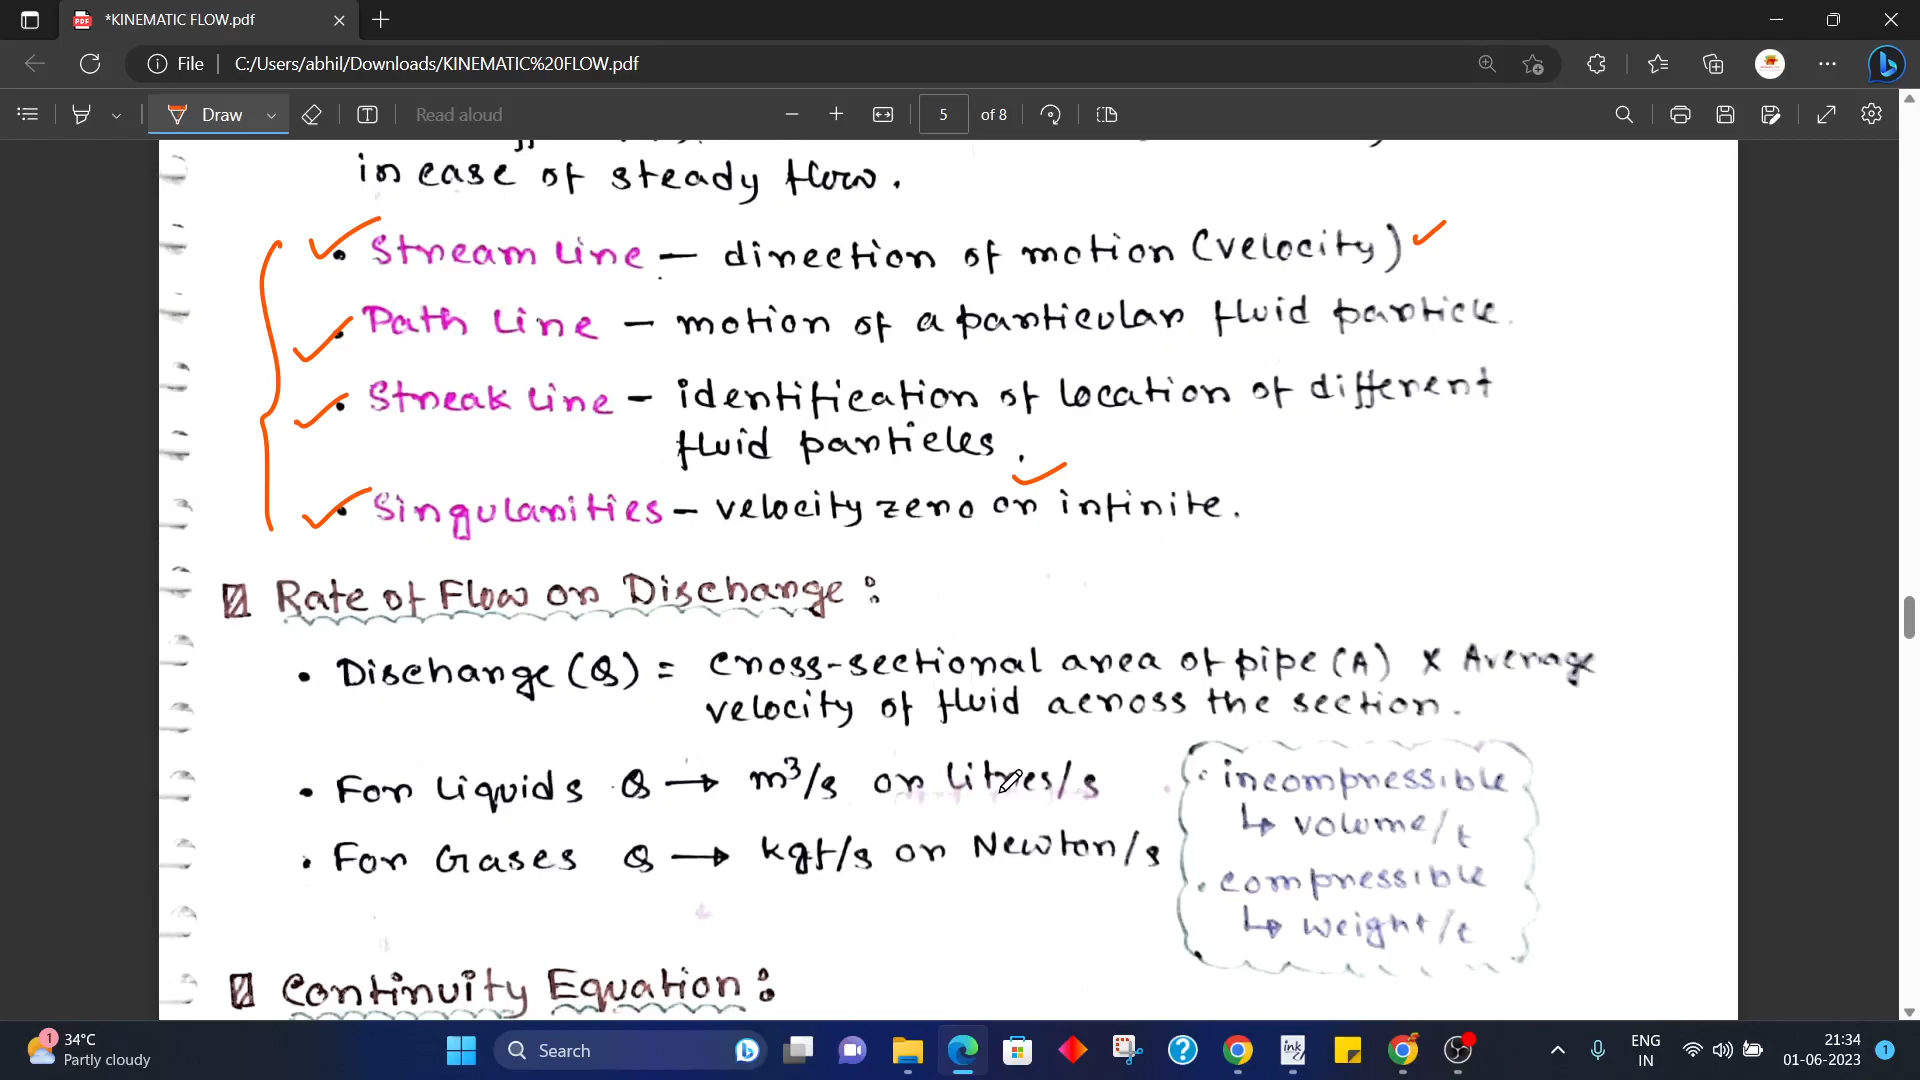 *KINEMATIC FLOW.pdf
File
C:/Users/abhil/Downloads/KINEMATIC%20FLOW.pdf
Draw
Read aloud
5 of 8
in case of steady flow.
• Stream line – direction of motion (velocity)
• Path line – motion of a particular fluid particle.
• Streak line – identification of location of different
fluid particles.
• Singularities – velocity zero or infinite.
Rate of Flow or Discharge :
• Discharge (Q) = cross-sectional area of pipe (A) x Average
velocity of fluid across the section.
• For liquids Q → m³/s or litres/s
• For Gases Q → kgf/s or Newton/s
• incompressible
↳ volume/t
• compressible
↳ weight/t
Continuity Equation :
1
34°C
Partly cloudy
Search
ink
ENG
IN
21:34
01-06-2023
1